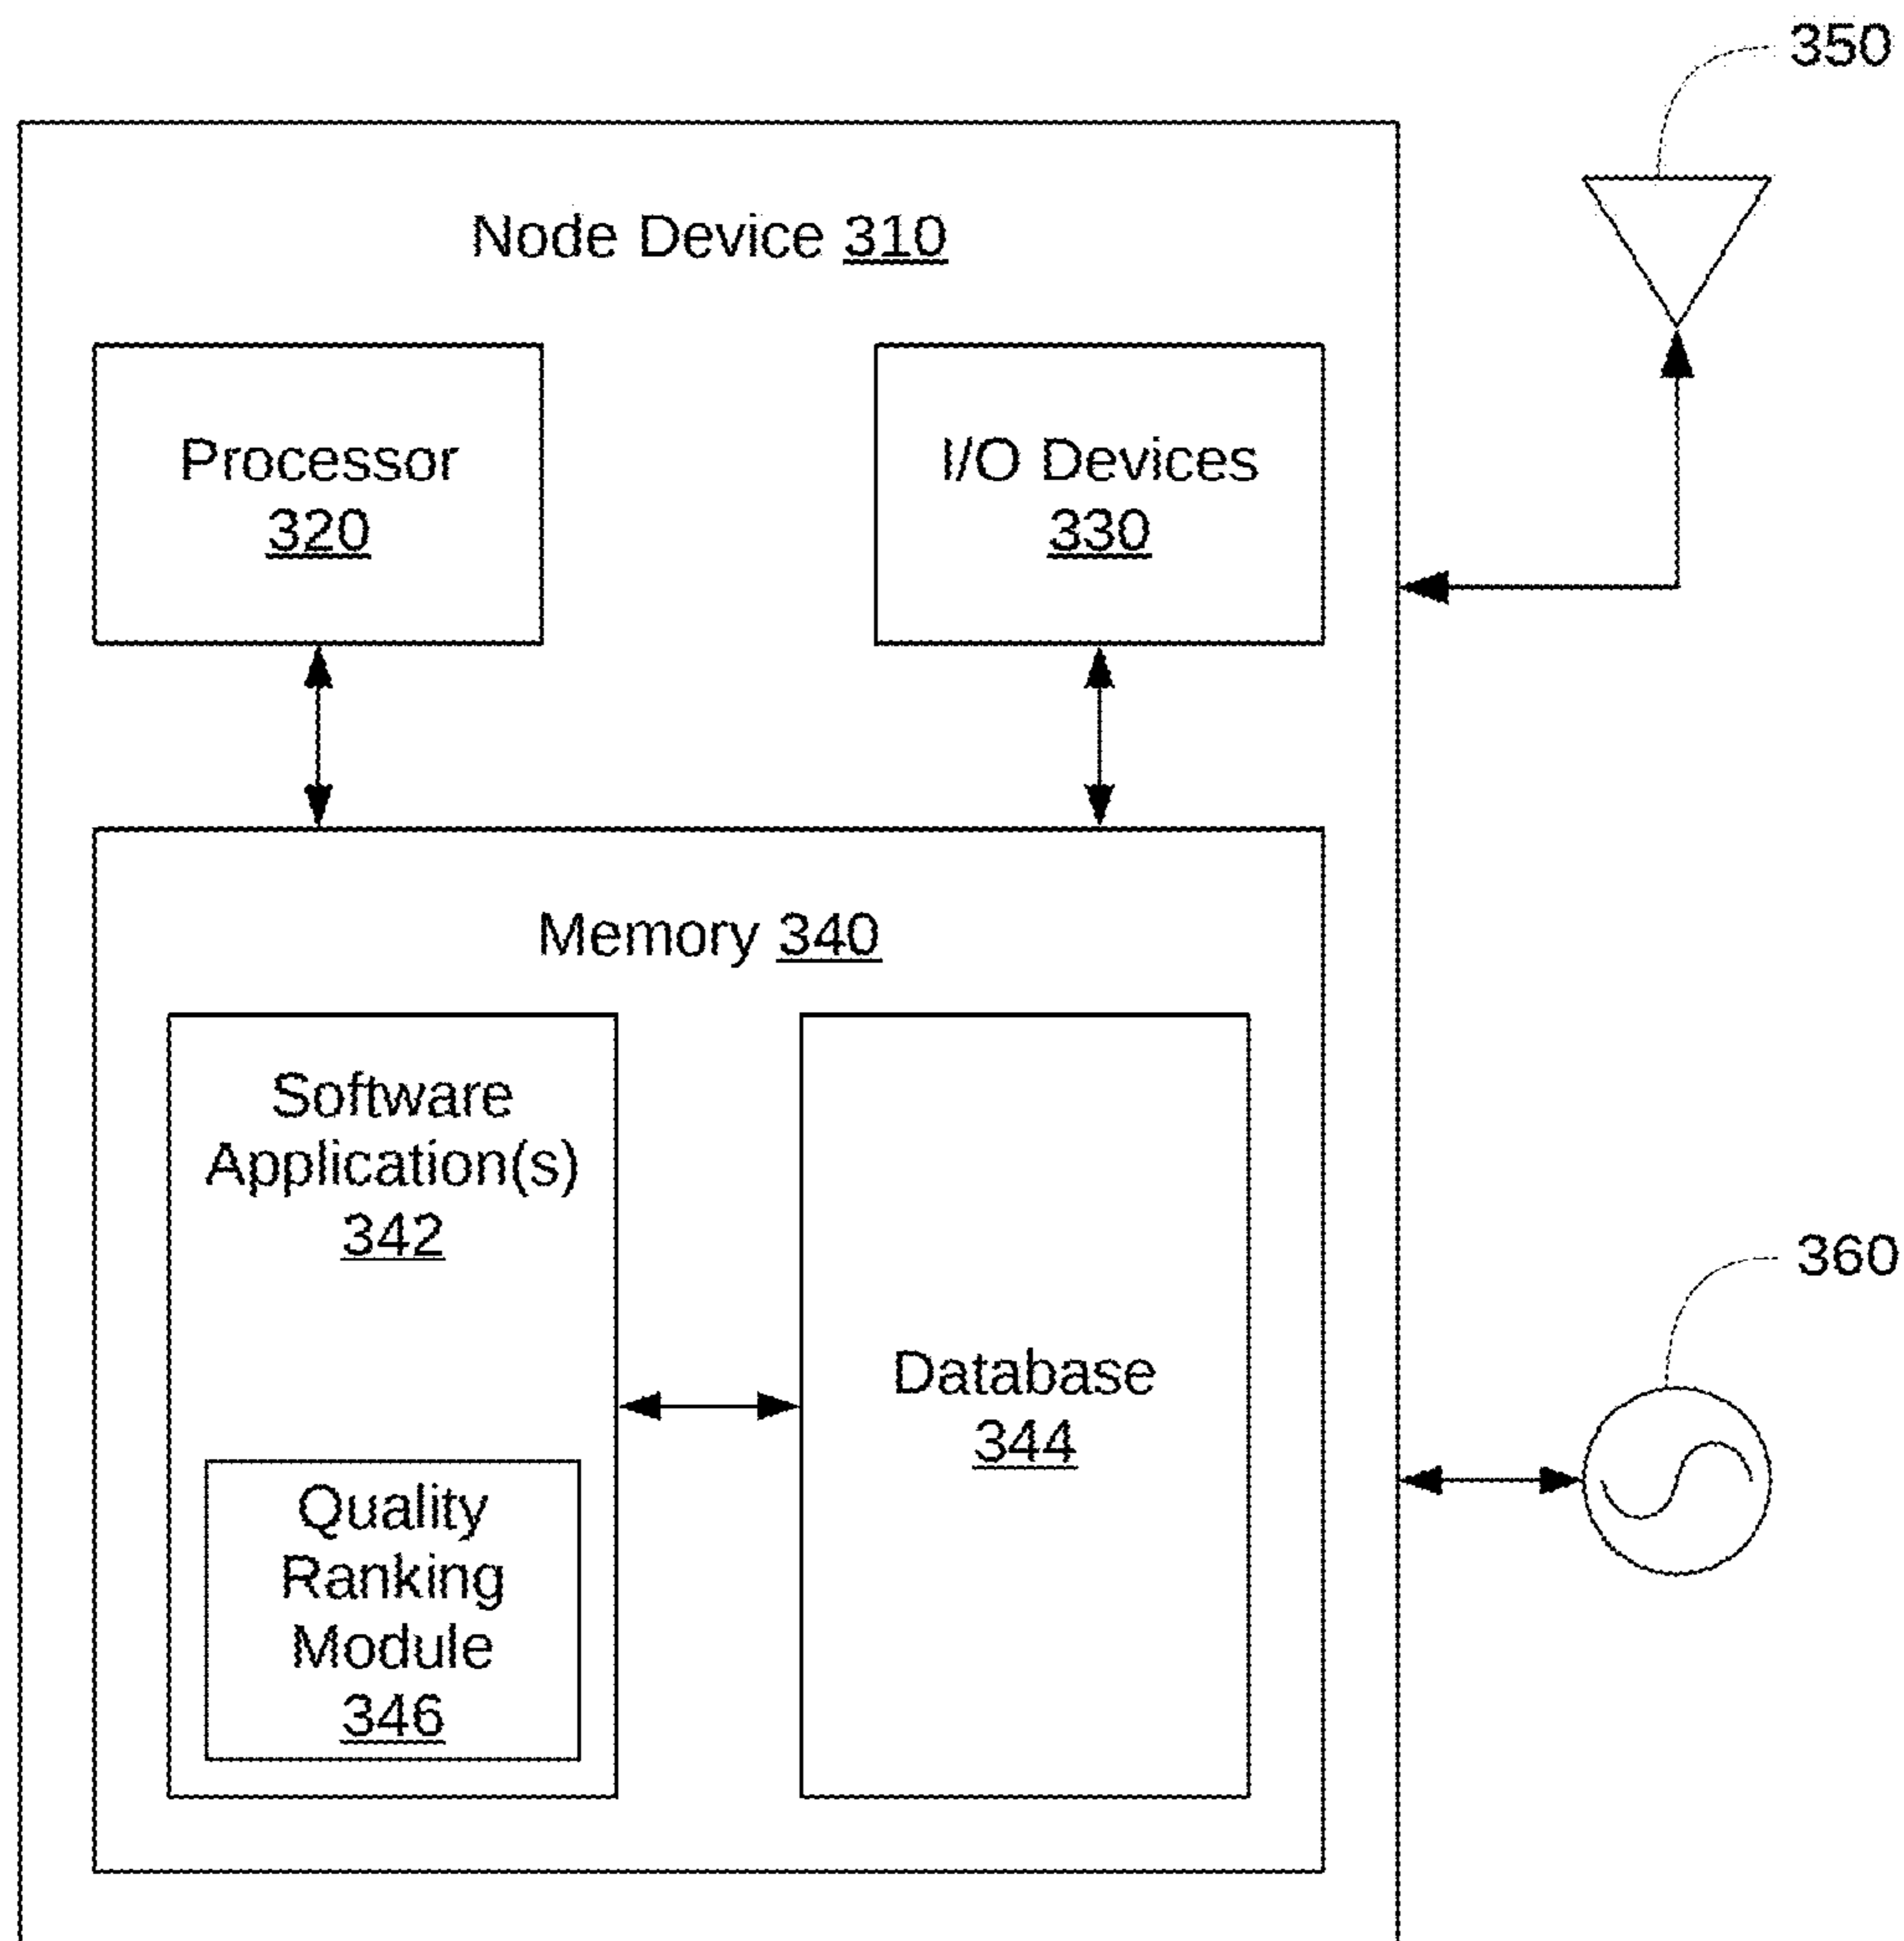 350
Node Device 310
Processor
320
I/O Devices
330
Memory 340
Software
Application(s)
342
Database
344
Quality
Ranking
Module
346
360